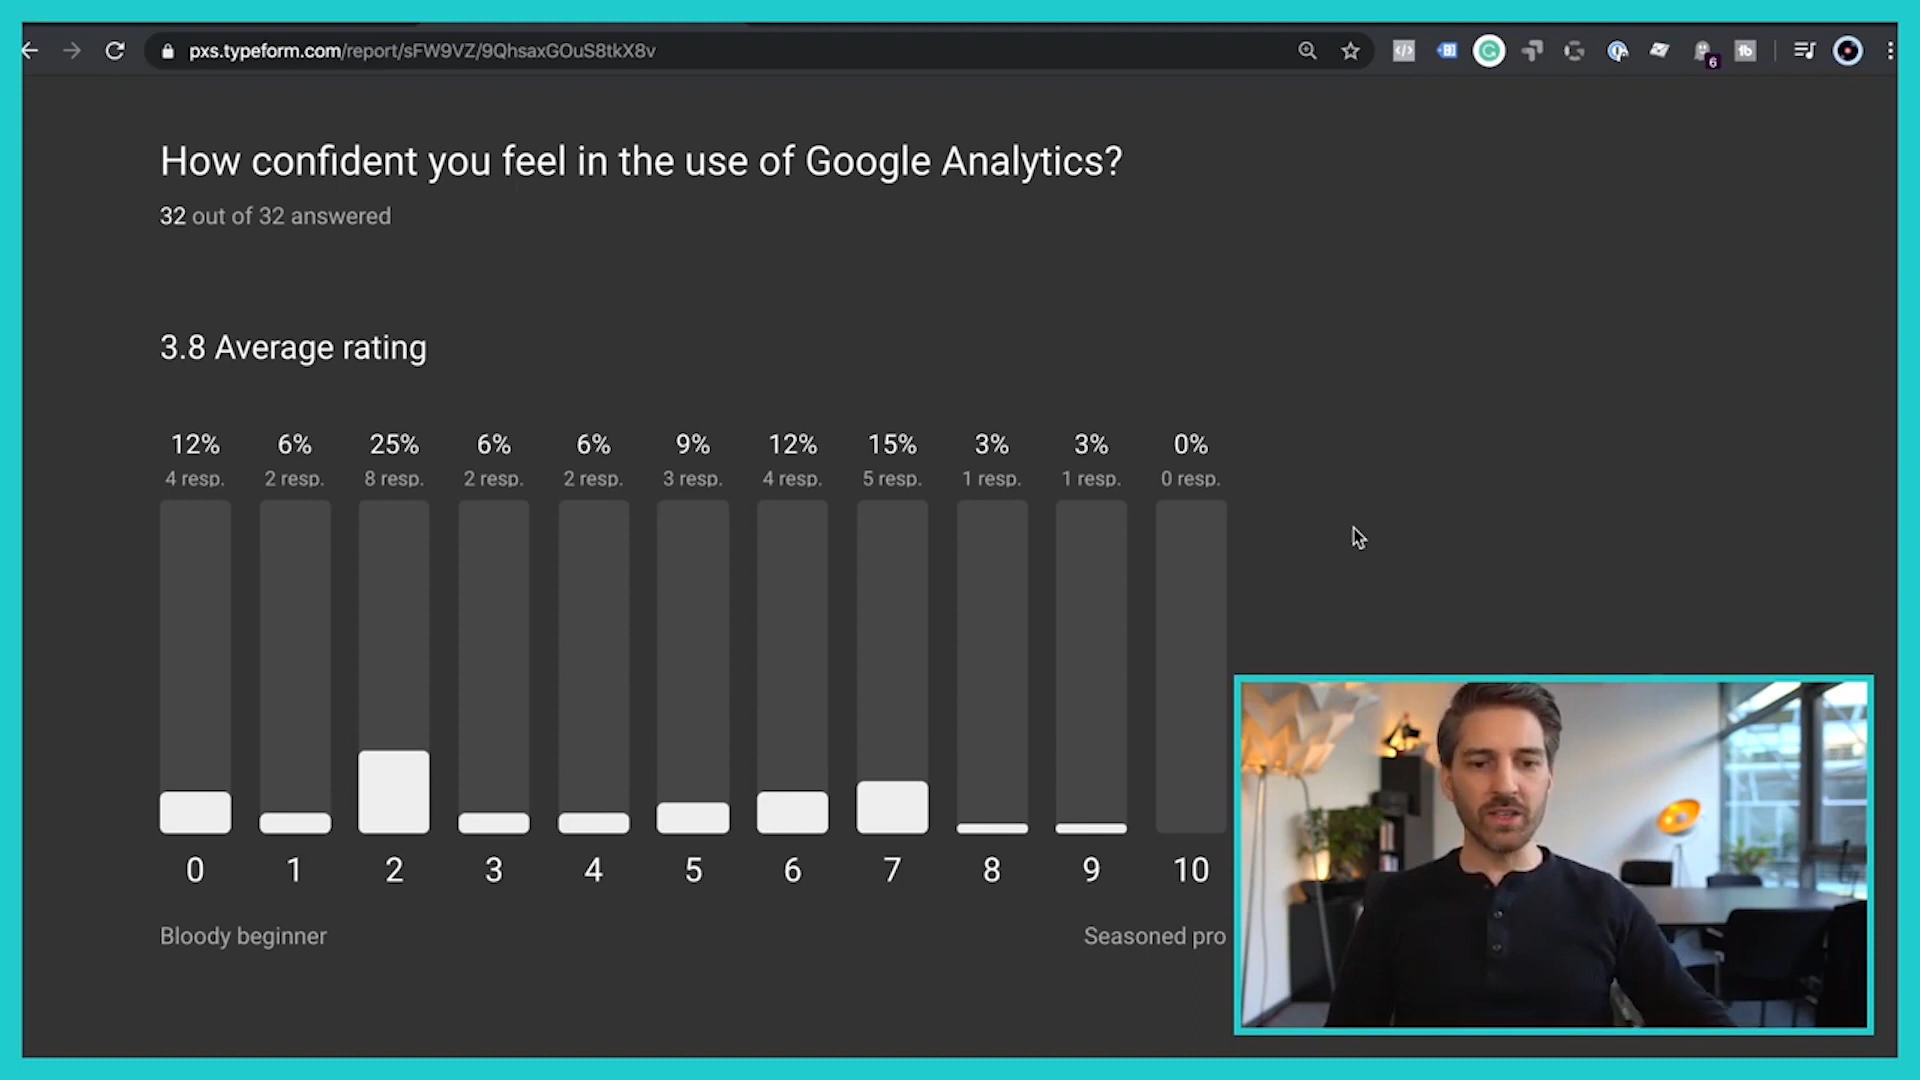 pxs.typeform.com/report/sFW9VZ/9QhsaxGOuS8tkX8v
6
How confident you feel in the use of Google Analytics?
32 out of 32 answered
3.8 Average rating
12% 6% 25% 6% 6% 9% 12% 15% 3% 3% 0%
4 resp. 2 resp. 8 resp. 2 resp. 2 resp. 3 resp. 4 resp. 5 resp. 1 resp. 1 resp. 0 resp.
0 1 2 3 4 5 6 7 8 9 10
Bloody beginner Seasoned pro